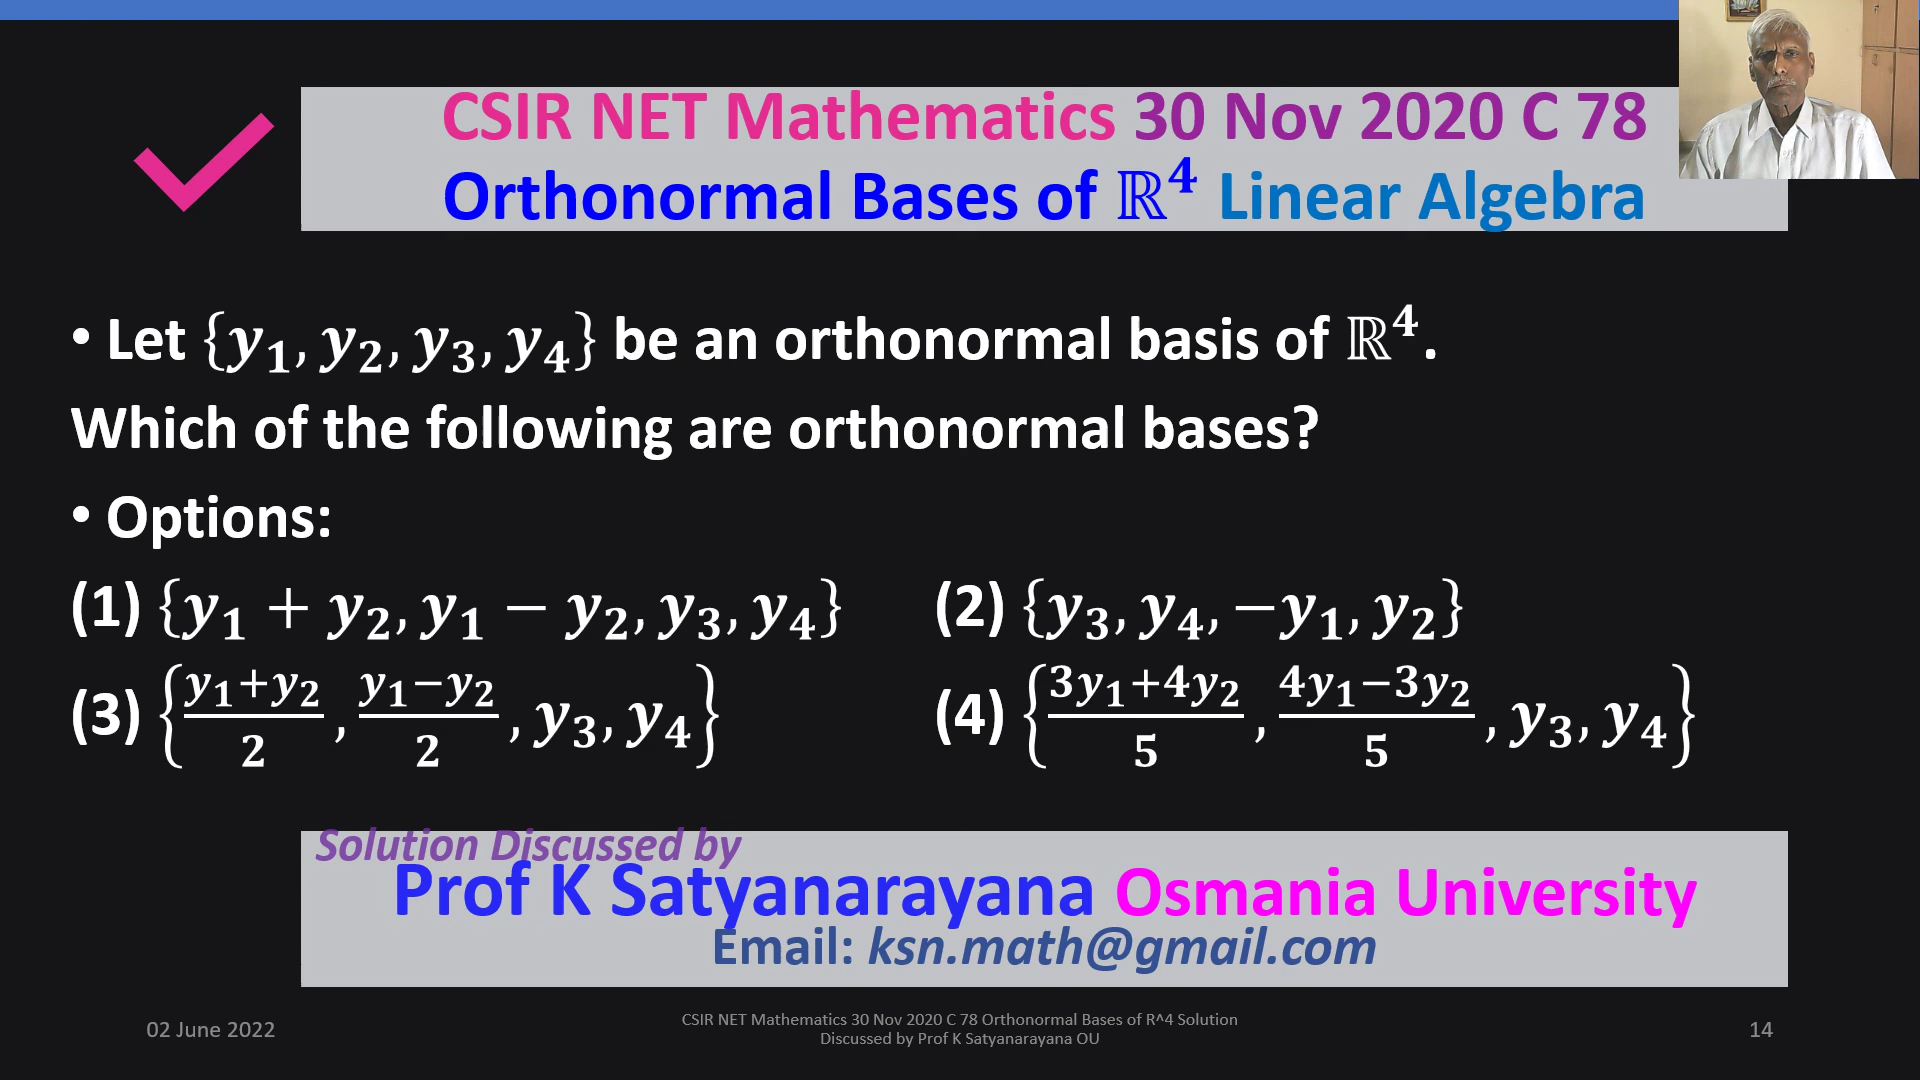 CSIR NET Mathematics 30 Nov 2020 C 78
Orthonormal Bases of ℝ⁴ Linear Algebra
• Let {y₁, y₂, y₃, y₄} be an orthonormal basis of ℝ⁴.
Which of the following are orthonormal bases?
• Options:
(1) {y₁ + y₂, y₁ − y₂, y₃, y₄} (2) {y₃, y₄, −y₁, y₂}
(3) {(y₁+y₂)/2, (y₁−y₂)/2, y₃, y₄} (4) {(3y₁+4y₂)/5, (4y₁−3y₂)/5, y₃, y₄}
Solution Discussed by
Prof K Satyanarayana Osmania University
Email: ksn.math@gmail.com
02 June 2022
CSIR NET Mathematics 30 Nov 2020 C 78 Orthonormal Bases of R^4 Solution
Discussed by Prof K Satyanarayana OU
14